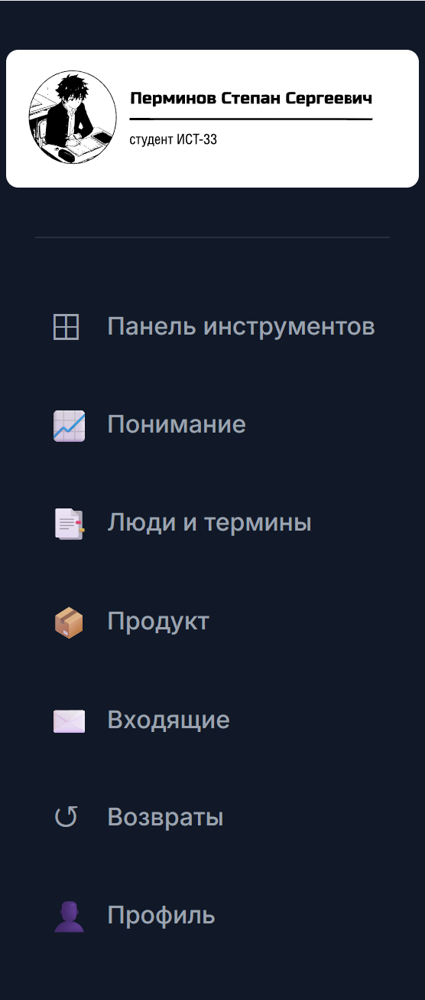 Перминов Степан Сергеевич
студент ИСТ-33
Панель инструментов
Понимание
Люди и термины
Продукт
Входящие
Возвраты
Профиль